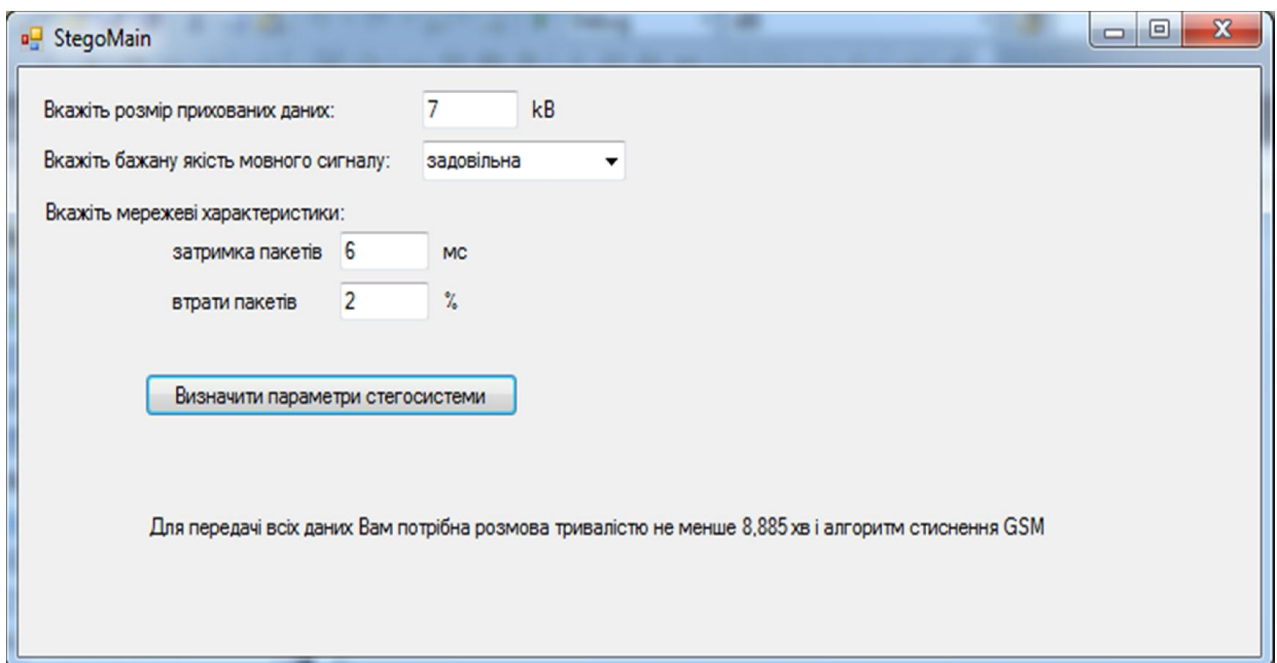 StegoMain
Вкажіть розмір прихованих даних: 7 kB
Вкажіть бажану якість мовного сигналу: задовільна
Вкажіть мережеві характеристики:
затримка пакетів 6 мс
втрати пакетів 2 %
Визначити параметри стегосистеми
Для передачі всіх даних Вам потрібна розмова тривалістю не менше 8,885 хв і алгоритм стиснення GSM